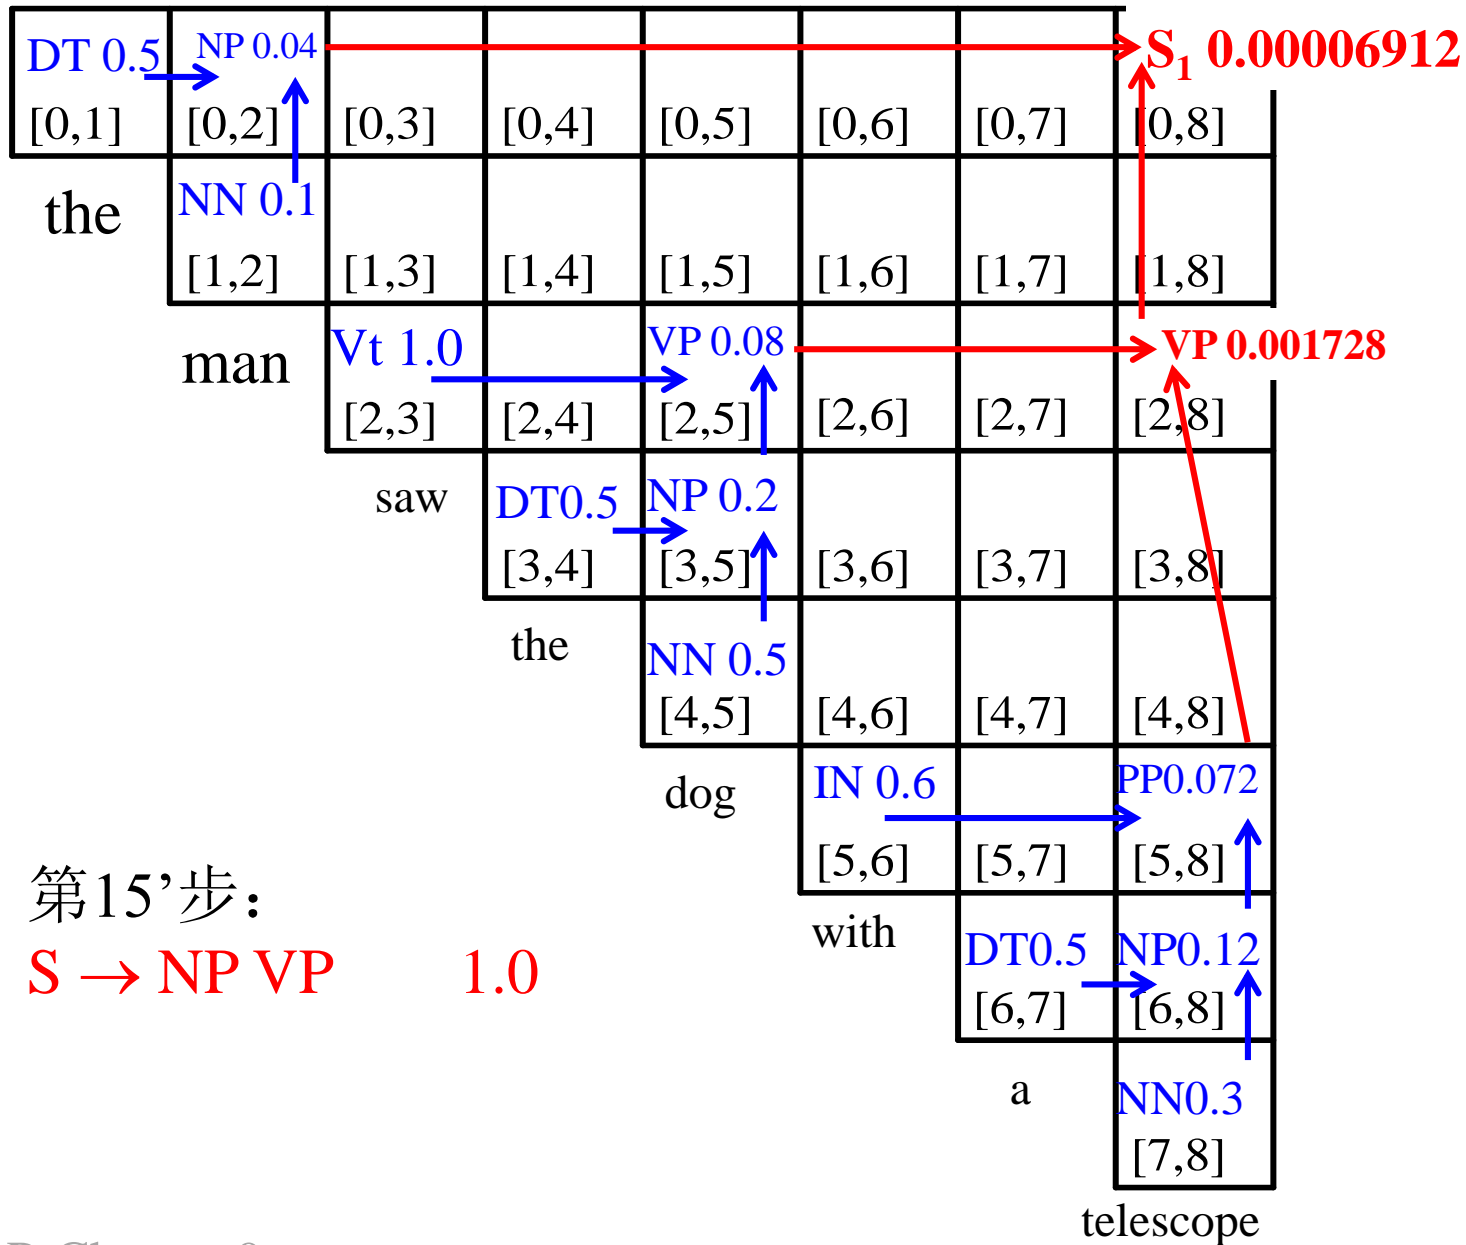 DT 0.5 NP 0.04 S1 0.00006912
[0,1] [0,2] [0,3] [0,4] [0,5] [0,6] [0,7] [0,8]
the NN 0.1
[1,2] [1,3] [1,4] [1,5] [1,6] [1,7] [1,8]
man Vt 1.0 VP 0.08 VP 0.001728
[2,3] [2,4] [2,5] [2,6] [2,7] [2,8]
saw DT0.5 NP 0.2
[3,4] [3,5] [3,6] [3,7] [3,8]
the NN 0.5
[4,5] [4,6] [4,7] [4,8]
dog IN 0.6 PP0.072
[5,6] [5,7] [5,8]
第15’步：
with DT0.5 NP0.12
S → NP VP 1.0
[6,7] [6,8]
a NN0.3
[7,8]
telescope